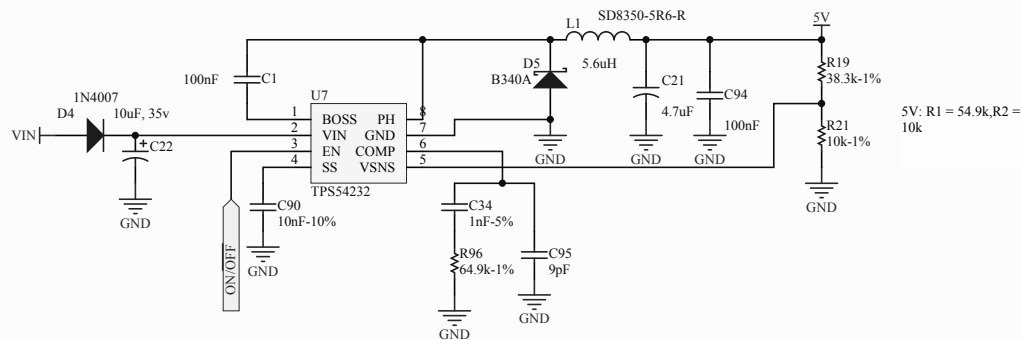 SD8350-5R6-R
5V
L1
5.6uH
D5
B340A
R19
38.3k-1%
C1
100nF
C21
4.7uF
C94
100nF
5V: R1 = 54.9k,R2 =
10k
U7
1N4007
D4
10uF, 35v
VIN
+
C22
GND
1
2
3
4
BOSS
VIN
EN
SS
PH
GND
COMP
VSNS
8
7
6
5
TPS54232
GND
GND
GND
R21
10k-1%
GND
C90
10nF-10%
GND
ON/OFF
C34
1nF-5%
R96
64.9k-1%
GND
C95
9pF
GND